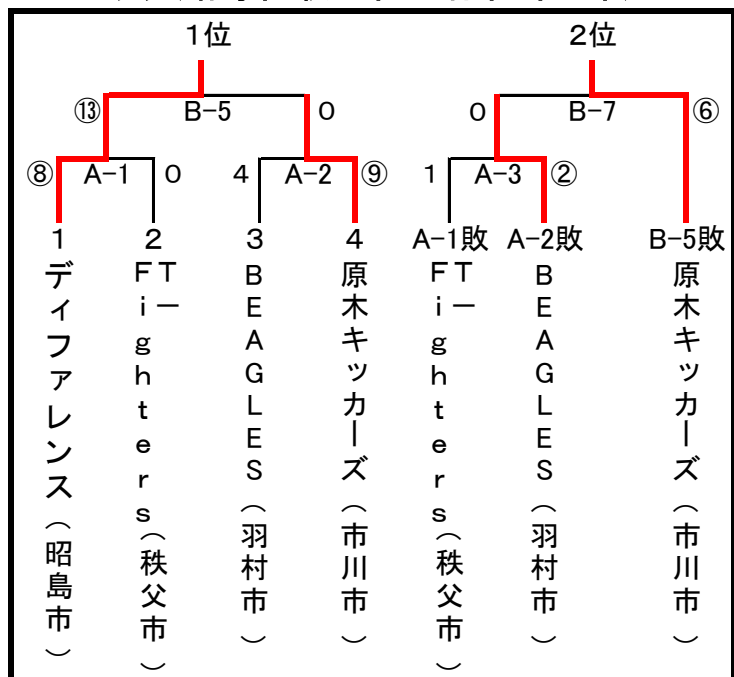 1位 2位
⑬ B-5 0 0 B-7 ⑥
⑧ A-1 0 4 A-2 ⑨ 1 A-3 ②
1 2 3 4 A-1敗 A-2敗 B-5敗
ディファレンス(昭島市)
T-Fighters(秩父市)
BEAGLES(羽村市)
原木キッカーズ(市川市)
T-Fighters(秩父市)
BEAGLES(羽村市)
原木キッカーズ(市川市)